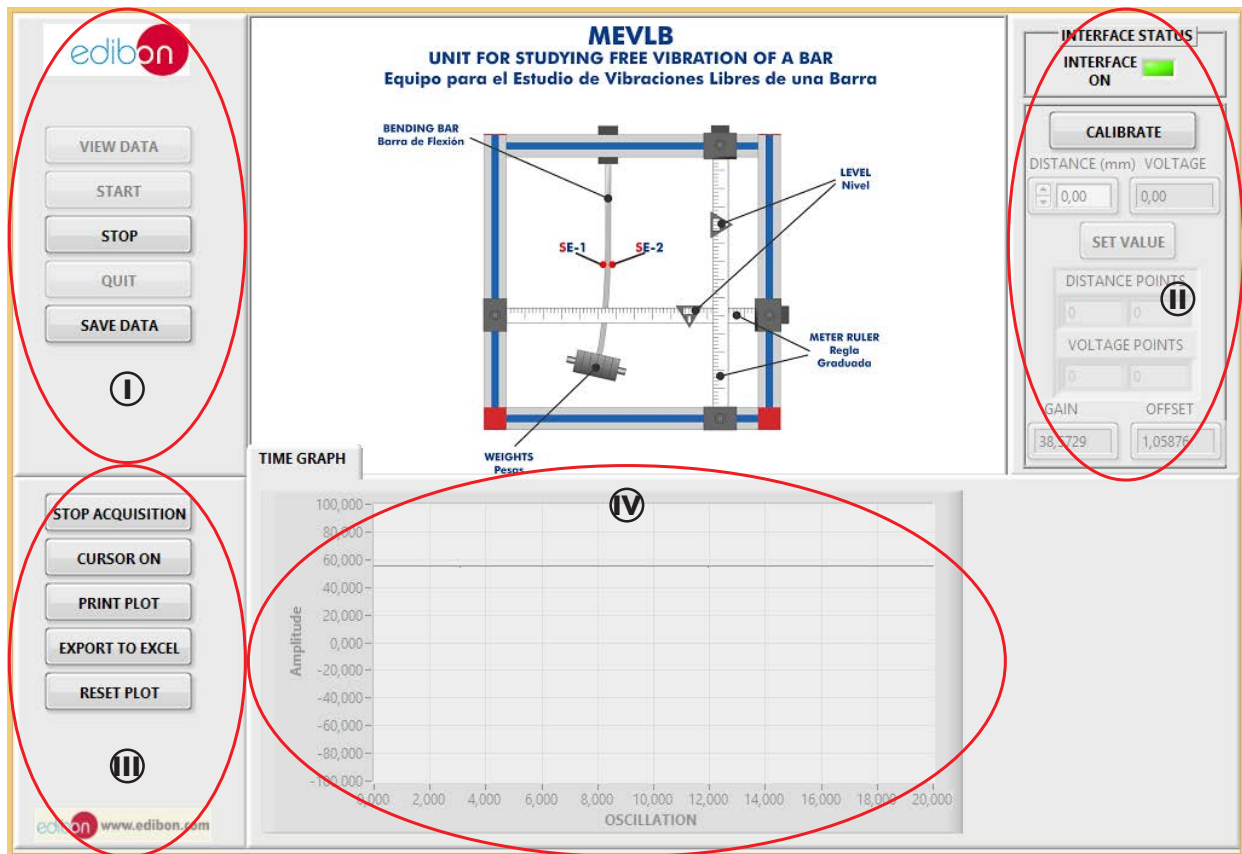 edibon
VIEW DATA
START
STOP
QUIT
SAVE DATA
I
MEVLB
UNIT FOR STUDYING FREE VIBRATION OF A BAR
Equipo para el Estudio de Vibraciones Libres de una Barra
BENDING BAR
Barra de Flexión
LEVEL
Nivel
SE-1
SE-2
METER RULER
Regla
Graduada
WEIGHTS
Pesas
INTERFACE STATUS
INTERFACE
ON
CALIBRATE
DISTANCE (mm) VOLTAGE
0,00 0,00
SET VALUE
DISTANCE POINTS
0 0
II
VOLTAGE POINTS
0 0
GAIN OFFSET
38,5729 1,05876
STOP ACQUISITION
CURSOR ON
PRINT PLOT
EXPORT TO EXCEL
RESET PLOT
III
edibon www.edibon.com
TIME GRAPH
IV
100,000
80,000
60,000
40,000
20,000
0,000
-20,000
-40,000
-60,000
-80,000
-100,000
Amplitude
0,000 2,000 4,000 6,000 8,000 10,000 12,000 14,000 16,000 18,000 20,000
OSCILLATION